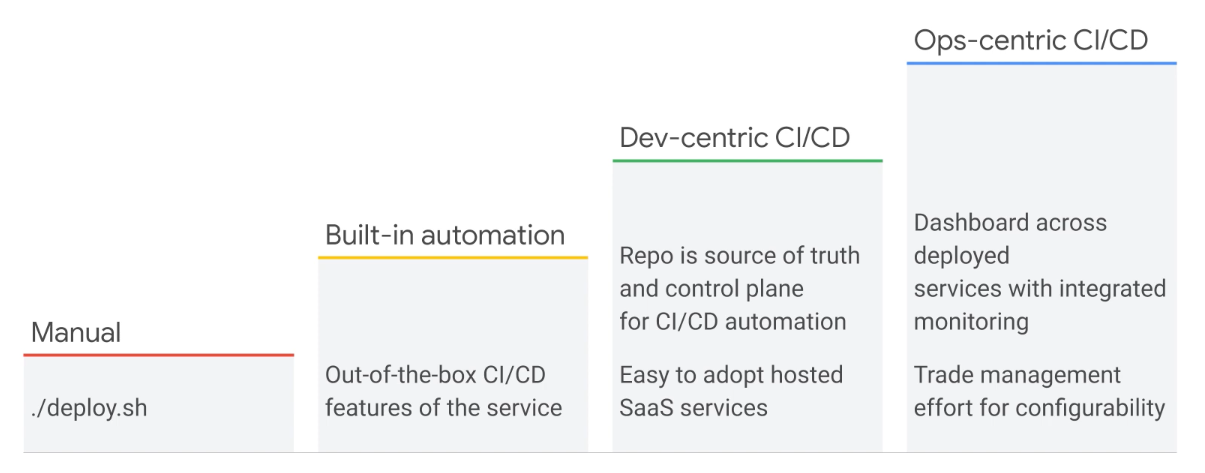 Manual
./deploy.sh
Built-in automation
Out-of-the-box CI/CD
features of the service
Dev-centric CI/CD
Repo is source of truth
and control plane
for CI/CD automation
Easy to adopt hosted
SaaS services
Ops-centric CI/CD
Dashboard across
deployed
services with integrated
monitoring
Trade management
effort for configurability